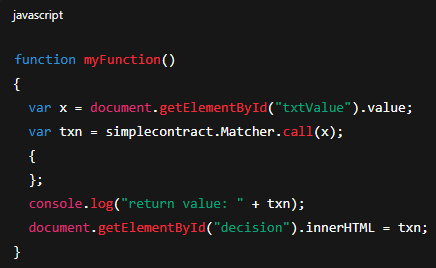 javascript
function myFunction()
{
var x = document.getElementById("txtValue").value;
var txn = simplecontract.Matcher.call(x);
{
};
console.log("return value: " + txn);
document.getElementById("decision").innerHTML = txn;
}